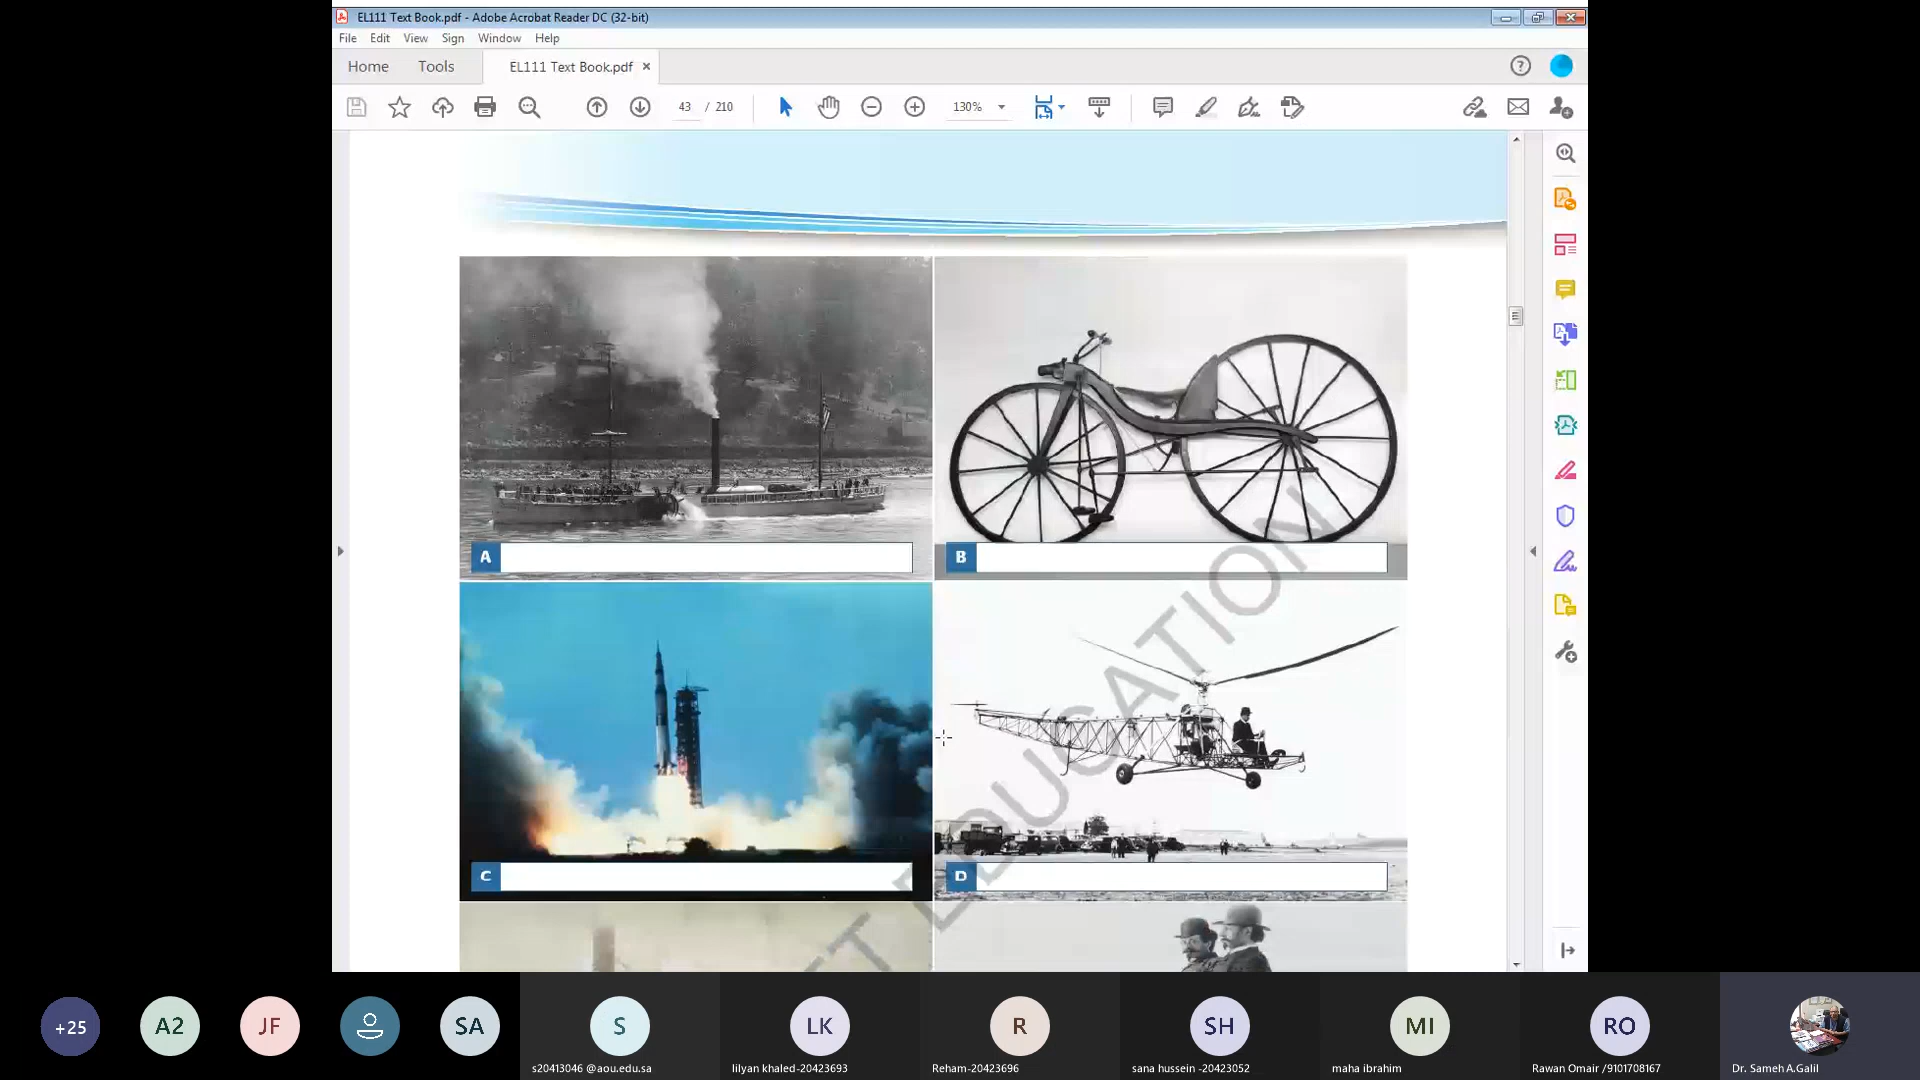 EL111 Text Book.pdf - Adobe Acrobat Reader DC (32-bit)
File Edit View Sign Window Help
Home Tools EL111 Text Book.pdf ×
43 / 210 130%
A
B
C
D
T EDUCATION
+25 A2 JF SA S LK R SH MI RO
s20413046 @aou.edu.sa lilyan khaled-20423693 Reham-20423696 sana hussein -20423052 maha ibrahim Rawan Omair /9101708167 Dr. Sameh A.Galil